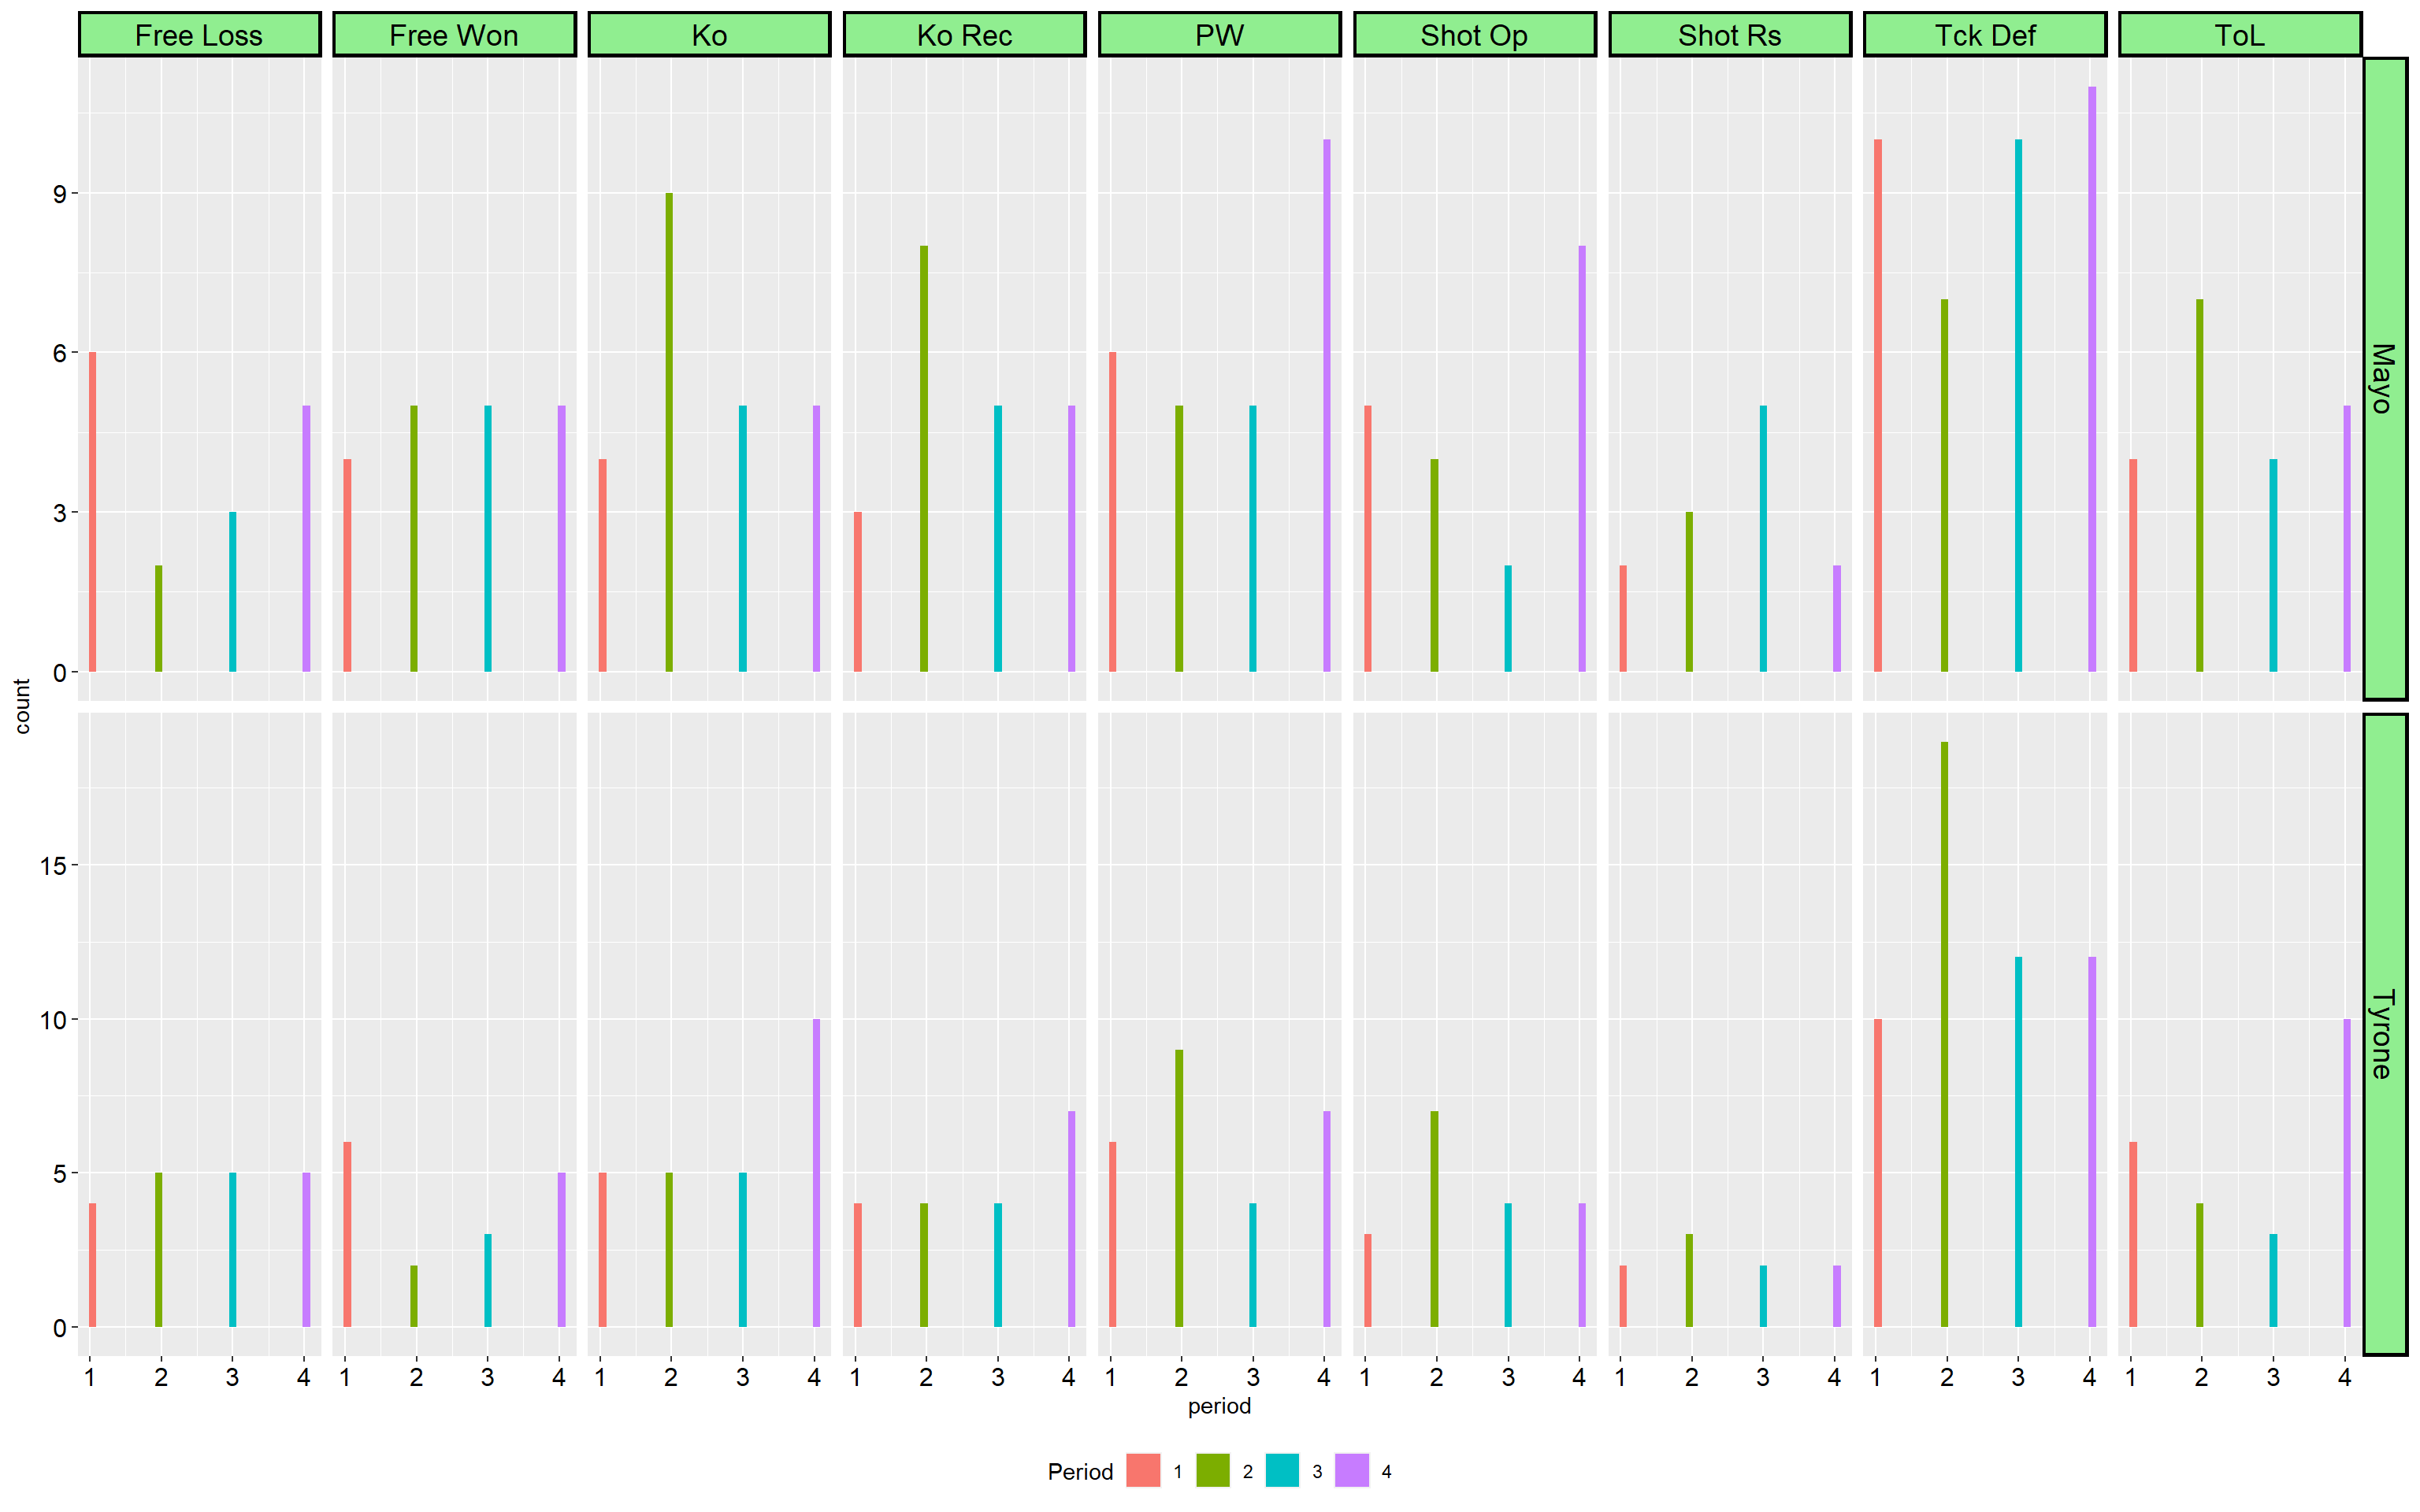 Free Loss Free Won Ko Ko Rec PW Shot Op Shot Rs Tck Def ToL
9
6
3
0
Mayo
count
15
10
5
0
Tyrone
1 2 3 4 1 2 3 4 1 2 3 4 1 2 3 4 1 2 3 4 1 2 3 4 1 2 3 4 1 2 3 4 1 2 3 4
period
Period 1 2 3 4